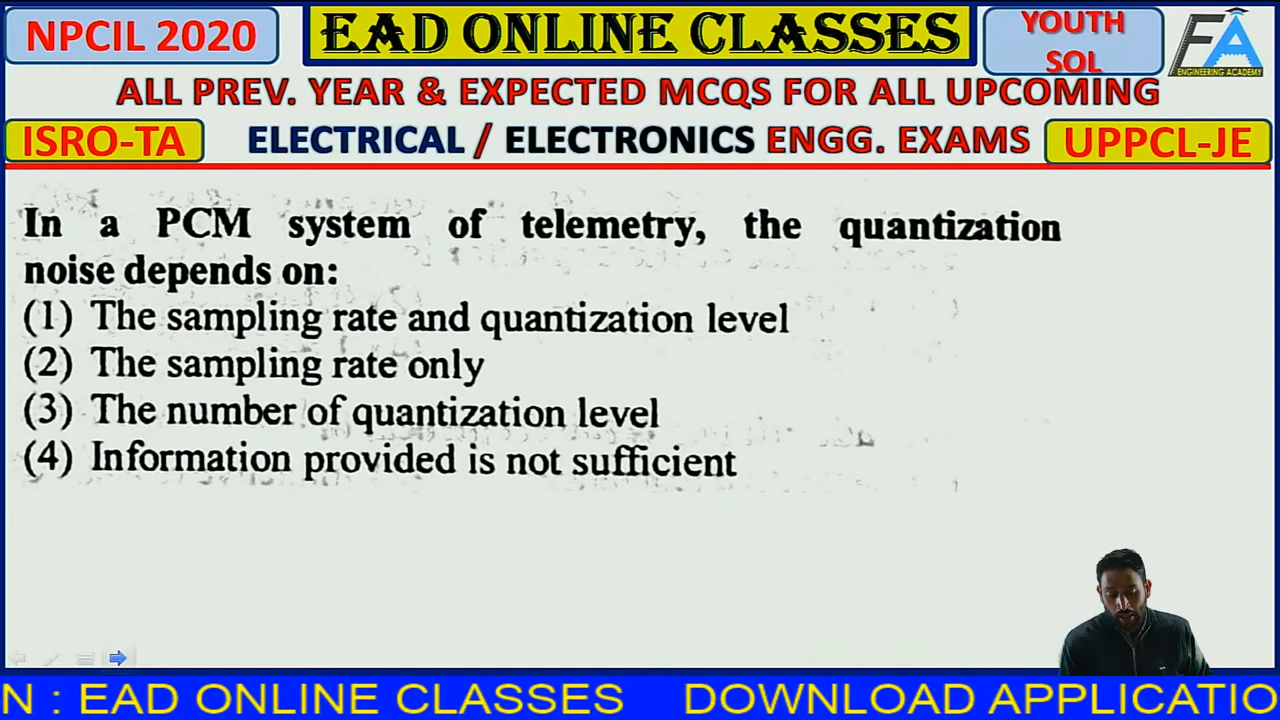 NPCIL 2020
EAD ONLINE CLASSES
YOUTH
SOL
FA
ENGINEERING ACADEMY
ALL PREV. YEAR & EXPECTED MCQS FOR ALL UPCOMING
ISRO-TA
ELECTRICAL / ELECTRONICS ENGG. EXAMS
UPPCL-JE
In a PCM system of telemetry, the quantization
noise depends on:
(1) The sampling rate and quantization level
(2) The sampling rate only
(3) The number of quantization level
(4) Information provided is not sufficient
N : EAD ONLINE CLASSES DOWNLOAD APPLICATIO